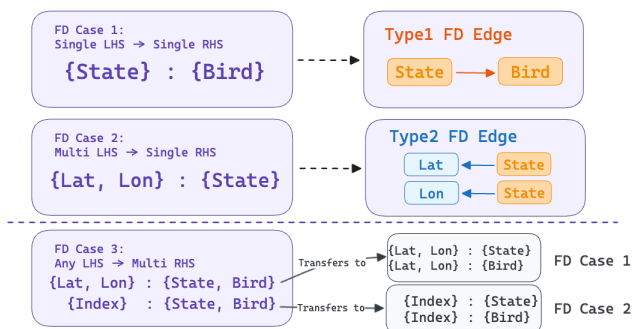 FD Case 1:
Single LHS → Single RHS
{State} : {Bird}
Type1 FD Edge
State → Bird
FD Case 2:
Multi LHS → Single RHS
{Lat, Lon} : {State}
Type2 FD Edge
Lat ← State
Lon ← State
FD Case 3:
Any LHS → Multi RHS
{Lat, Lon} : {State, Bird}
{Index} : {State, Bird}
Transfers to
{Lat, Lon} : {State}
{Lat, Lon} : {Bird}
FD Case 1
Transfers to
{Index} : {State}
{Index} : {Bird}
FD Case 2